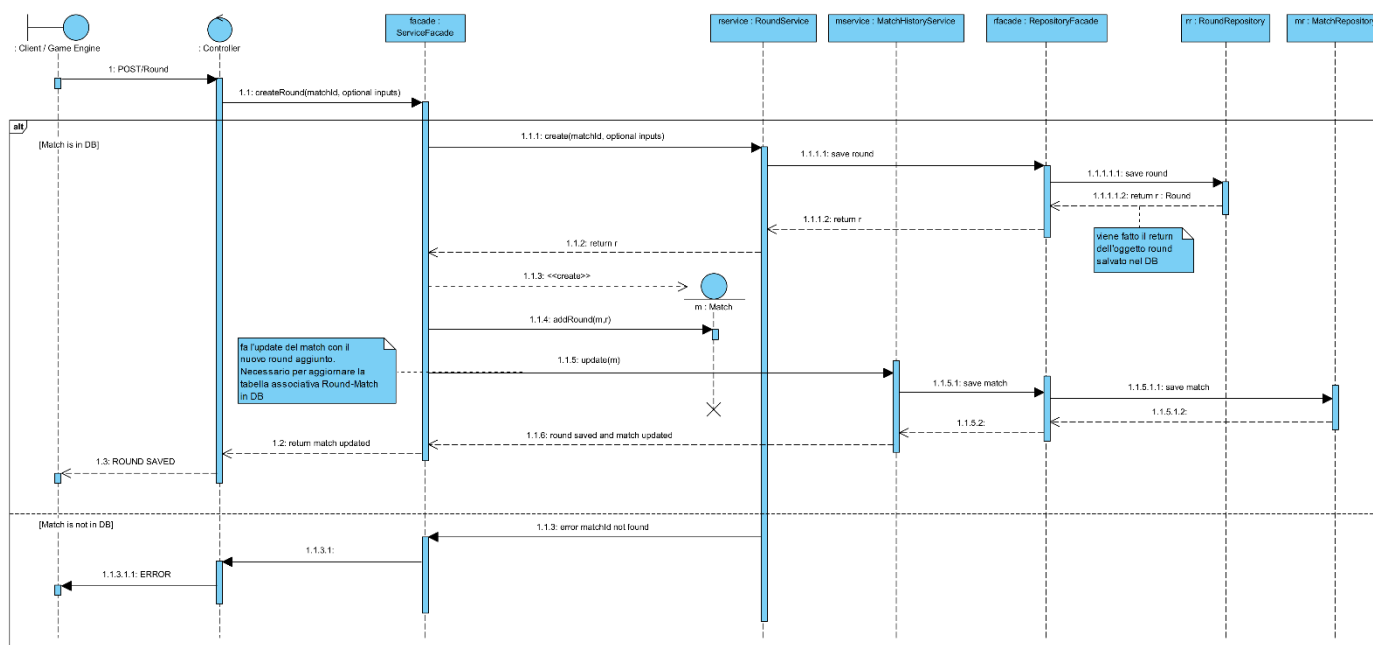 facade :
ServiceFacade
rservice : RoundService
mservice : MatchHistoryService
rfacade : RepositoryFacade
rr : RoundRepository
mr : MatchRepository
: Client / Game Engine
: Controller
1: POST/Round
1.1: createRound(matchId, optional inputs)
alt
[Match is in DB]
1.1.1: create(matchId, optional inputs)
1.1.1.1: save round
1.1.1.1.1: save round
1.1.1.1.2: return r : Round
1.1.1.2: return r
viene fatto il return
dell'oggetto round
salvato nel DB
1.1.2: return r
1.1.3: <<create>>
m : Match
1.1.4: addRound(m,r)
fa l'update del match con il
nuovo round aggiunto.
Necessario per aggiornare la
tabella associativa Round-Match
in DB
1.1.5: update(m)
1.1.5.1: save match
1.1.5.1.1: save match
1.1.5.1.2:
1.1.5.2:
1.1.6: round saved and match updated
1.2: return match updated
1.3: ROUND SAVED
[Match is not in DB]
1.1.3: error matchId not found
1.1.3.1:
1.1.3.1.1: ERROR